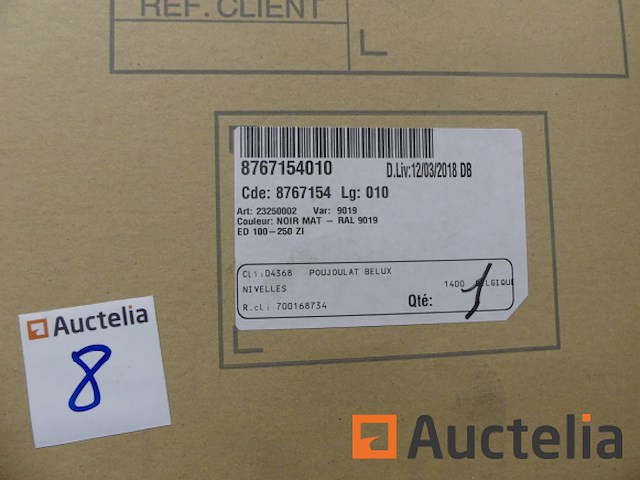 REF. CLIENT
8767154010 D.Liv:12/03/2018 DB
Cde: 8767154 Lg: 010
Art: 23250002 Var: 9019
Couleur: NOIR MAT – RAL 9019
ED 100–250 ZI
Cli:04368 POUJOULAT BELUX
NIVELLES 1400 BELGIQUE
R.cl: 700168734 Qté: 1
Auctelia
8
Auctelia